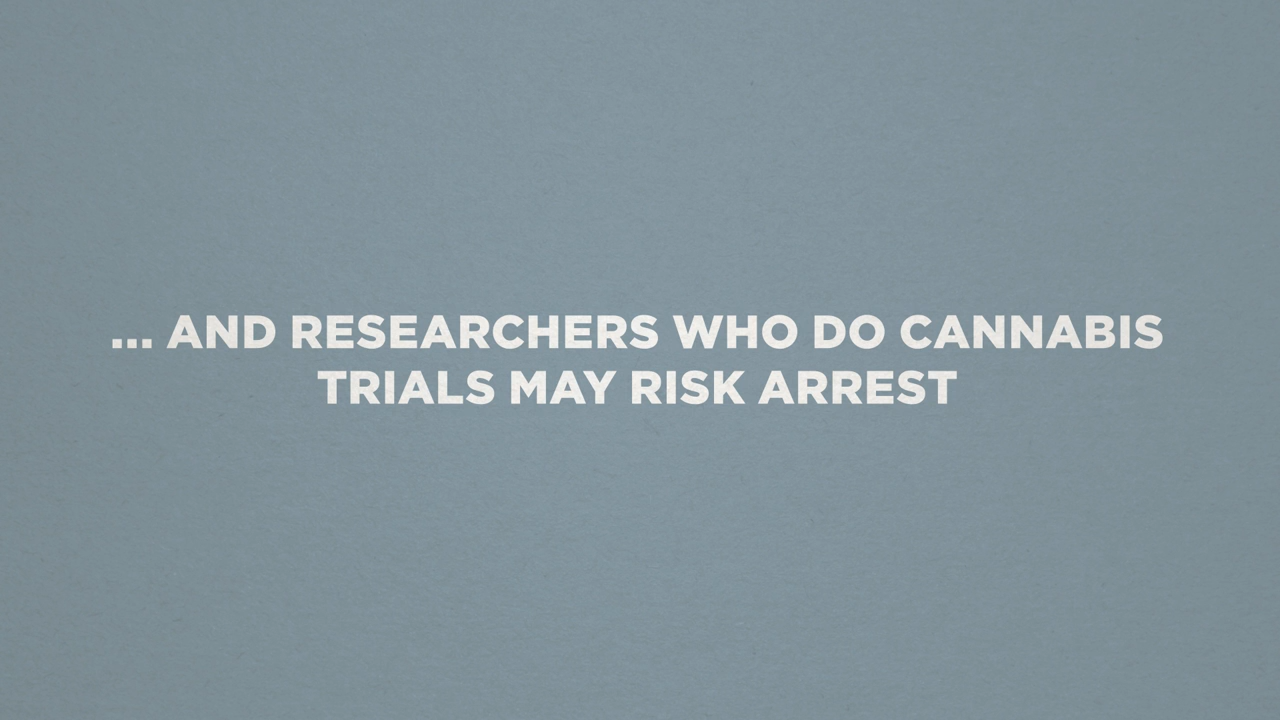 ... AND RESEARCHERS WHO DO CANNABIS
TRIALS MAY RISK ARREST